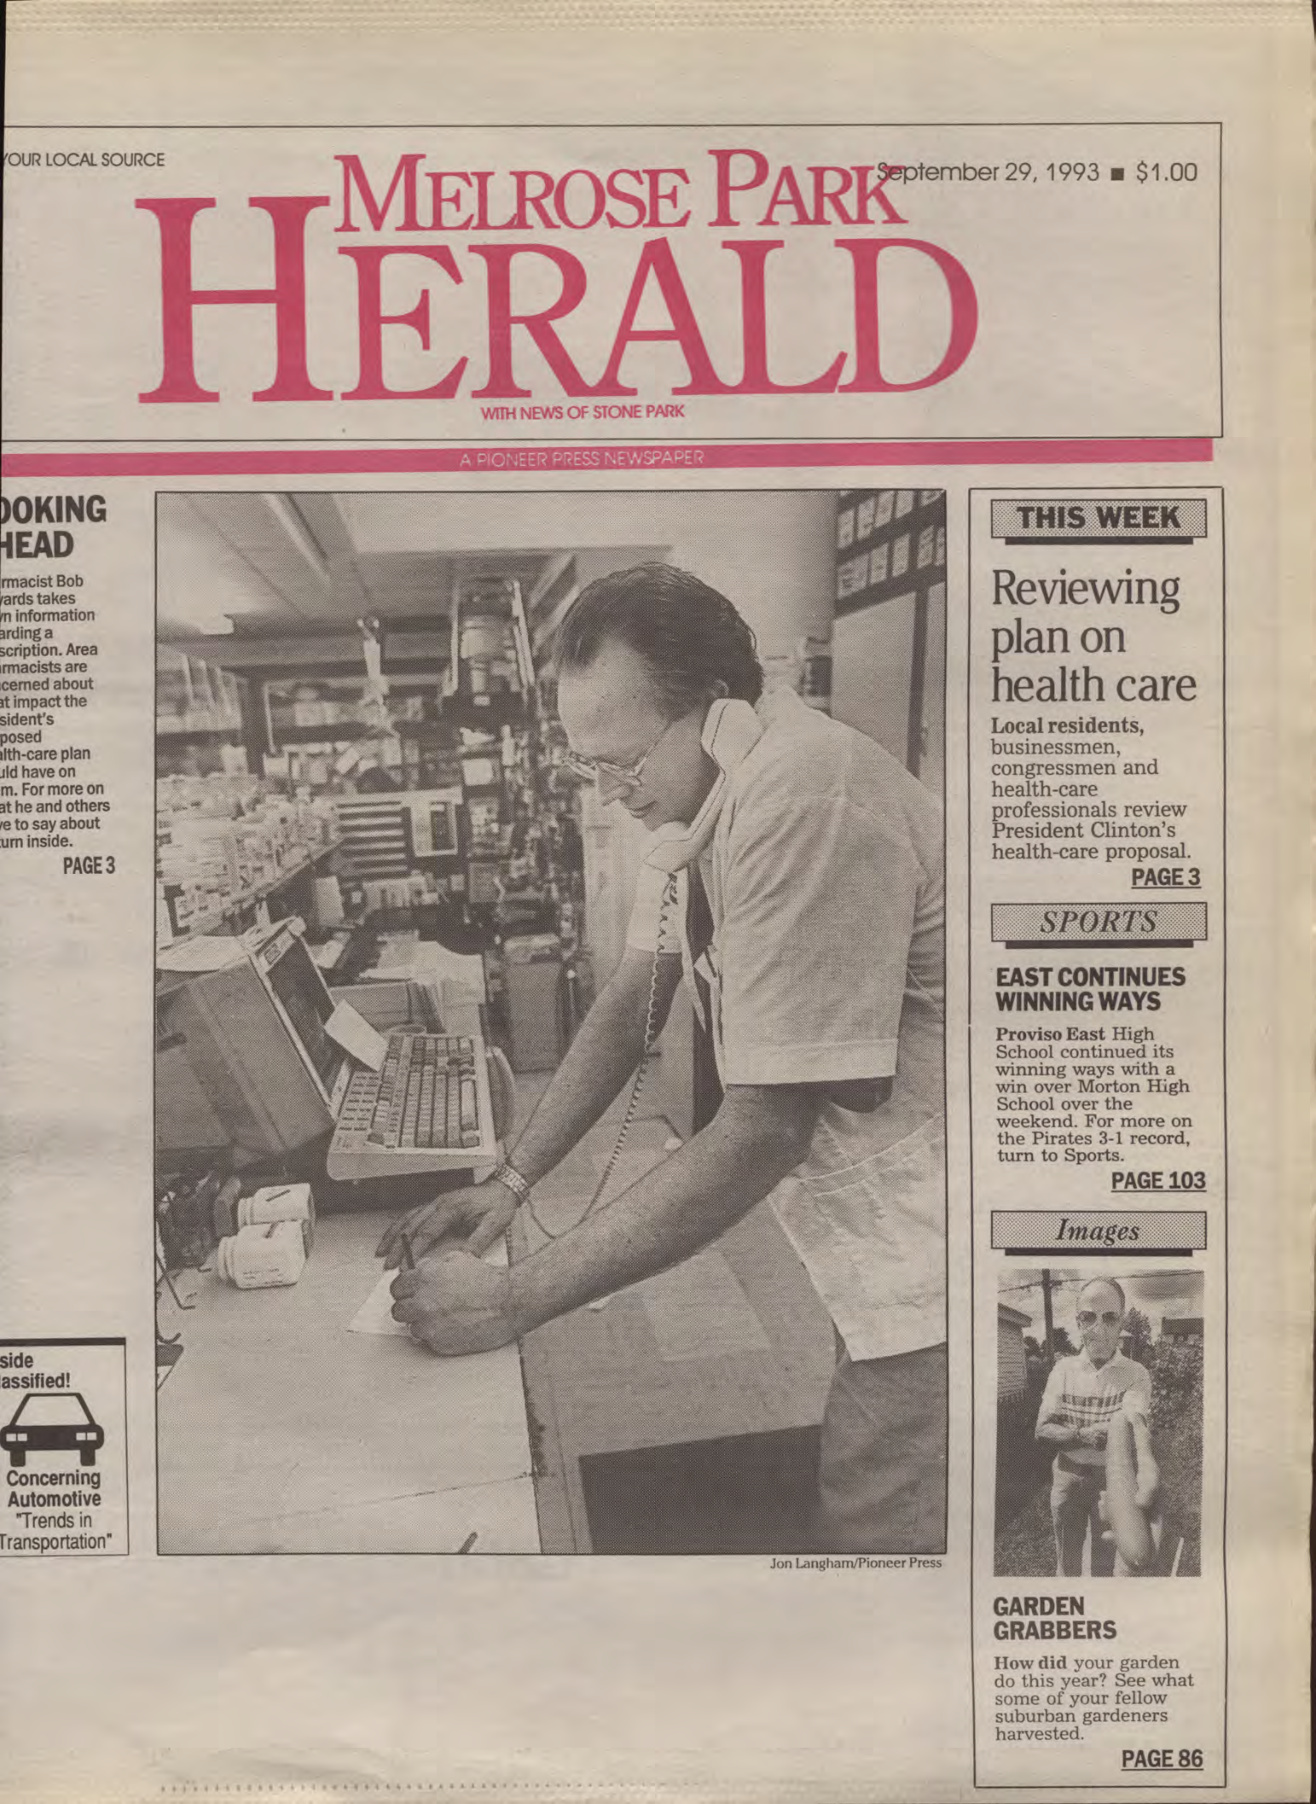 YOUR LOCAL SOURCE
September 29, 1993 ■ $1.00
MELROSE PARK
HERALD
WITH NEWS OF STONE PARK
A PIONEER PRESS NEWSPAPER
OOKING
HEAD
rmacist Bob
ards takes
n information
arding a
scription. Area
rmacists are
cerned about
at impact the
sident's
posed
lth-care plan
uld have on
m. For more on
at he and others
ve to say about
turn inside.
PAGE 3
side
assified!
Concerning
Automotive
"Trends in
Transportation"
Jon Langham/Pioneer Press
THIS WEEK
Reviewing
plan on
health care
Local residents,
businessmen,
congressmen and
health-care
professionals review
President Clinton's
health-care proposal.
PAGE 3
SPORTS
EAST CONTINUES
WINNING WAYS
Proviso East High
School continued its
winning ways with a
win over Morton High
School over the
weekend. For more on
the Pirates 3-1 record,
turn to Sports.
PAGE 103
Images
GARDEN
GRABBERS
How did your garden
do this year? See what
some of your fellow
suburban gardeners
harvested.
PAGE 86